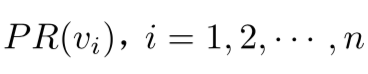 PR(v_i)，i = 1, 2, ⋯ , n